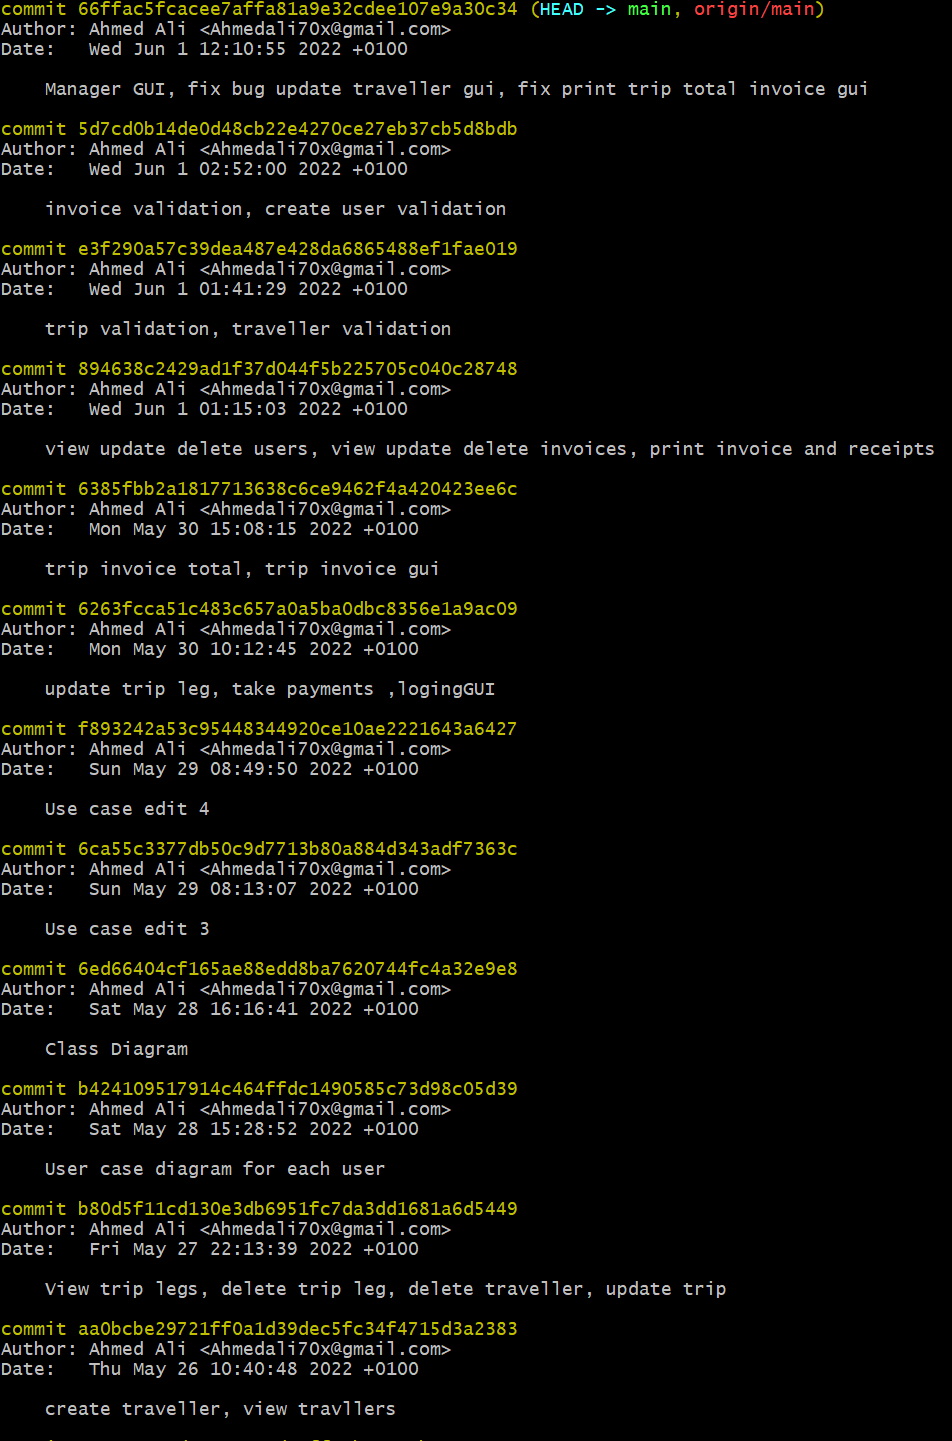 commit 66ffac5fcacee7affa81a9e32cdee107e9a30c34 (HEAD -> main, origin/main)
Author: Ahmed Ali <Ahmedali70x@gmail.com>
Date:   Wed Jun 1 12:10:55 2022 +0100
Manager GUI, fix bug update traveller gui, fix print trip total invoice gui
commit 5d7cd0b14de0d48cb22e4270ce27eb37cb5d8bdb
Author: Ahmed Ali <Ahmedali70x@gmail.com>
Date:   Wed Jun 1 02:52:00 2022 +0100
invoice validation, create user validation
commit e3f290a57c39dea487e428da6865488ef1fae019
Author: Ahmed Ali <Ahmedali70x@gmail.com>
Date:   Wed Jun 1 01:41:29 2022 +0100
trip validation, traveller validation
commit 894638c2429ad1f37d044f5b225705c040c28748
Author: Ahmed Ali <Ahmedali70x@gmail.com>
Date:   Wed Jun 1 01:15:03 2022 +0100
view update delete users, view update delete invoices, print invoice and receipts
commit 6385fbb2a1817713638c6ce9462f4a420423ee6c
Author: Ahmed Ali <Ahmedali70x@gmail.com>
Date:   Mon May 30 15:08:15 2022 +0100
trip invoice total, trip invoice gui
commit 6263fcca51c483c657a0a5ba0dbc8356e1a9ac09
Author: Ahmed Ali <Ahmedali70x@gmail.com>
Date:   Mon May 30 10:12:45 2022 +0100
update trip leg, take payments ,logingGUI
commit f893242a53c95448344920ce10ae2221643a6427
Author: Ahmed Ali <Ahmedali70x@gmail.com>
Date:   Sun May 29 08:49:50 2022 +0100
Use case edit 4
commit 6ca55c3377db50c9d7713b80a884d343adf7363c
Author: Ahmed Ali <Ahmedali70x@gmail.com>
Date:   Sun May 29 08:13:07 2022 +0100
Use case edit 3
commit 6ed66404cf165ae88edd8ba7620744fc4a32e9e8
Author: Ahmed Ali <Ahmedali70x@gmail.com>
Date:   Sat May 28 16:16:41 2022 +0100
Class Diagram
commit b424109517914c464ffdc1490585c73d98c05d39
Author: Ahmed Ali <Ahmedali70x@gmail.com>
Date:   Sat May 28 15:28:52 2022 +0100
User case diagram for each user
commit b80d5f11cd130e3db6951fc7da3dd1681a6d5449
Author: Ahmed Ali <Ahmedali70x@gmail.com>
Date:   Fri May 27 22:13:39 2022 +0100
View trip legs, delete trip leg, delete traveller, update trip
commit aa0bcbe29721ff0a1d39dec5fc34f4715d3a2383
Author: Ahmed Ali <Ahmedali70x@gmail.com>
Date:   Thu May 26 10:40:48 2022 +0100
create traveller, view travllers